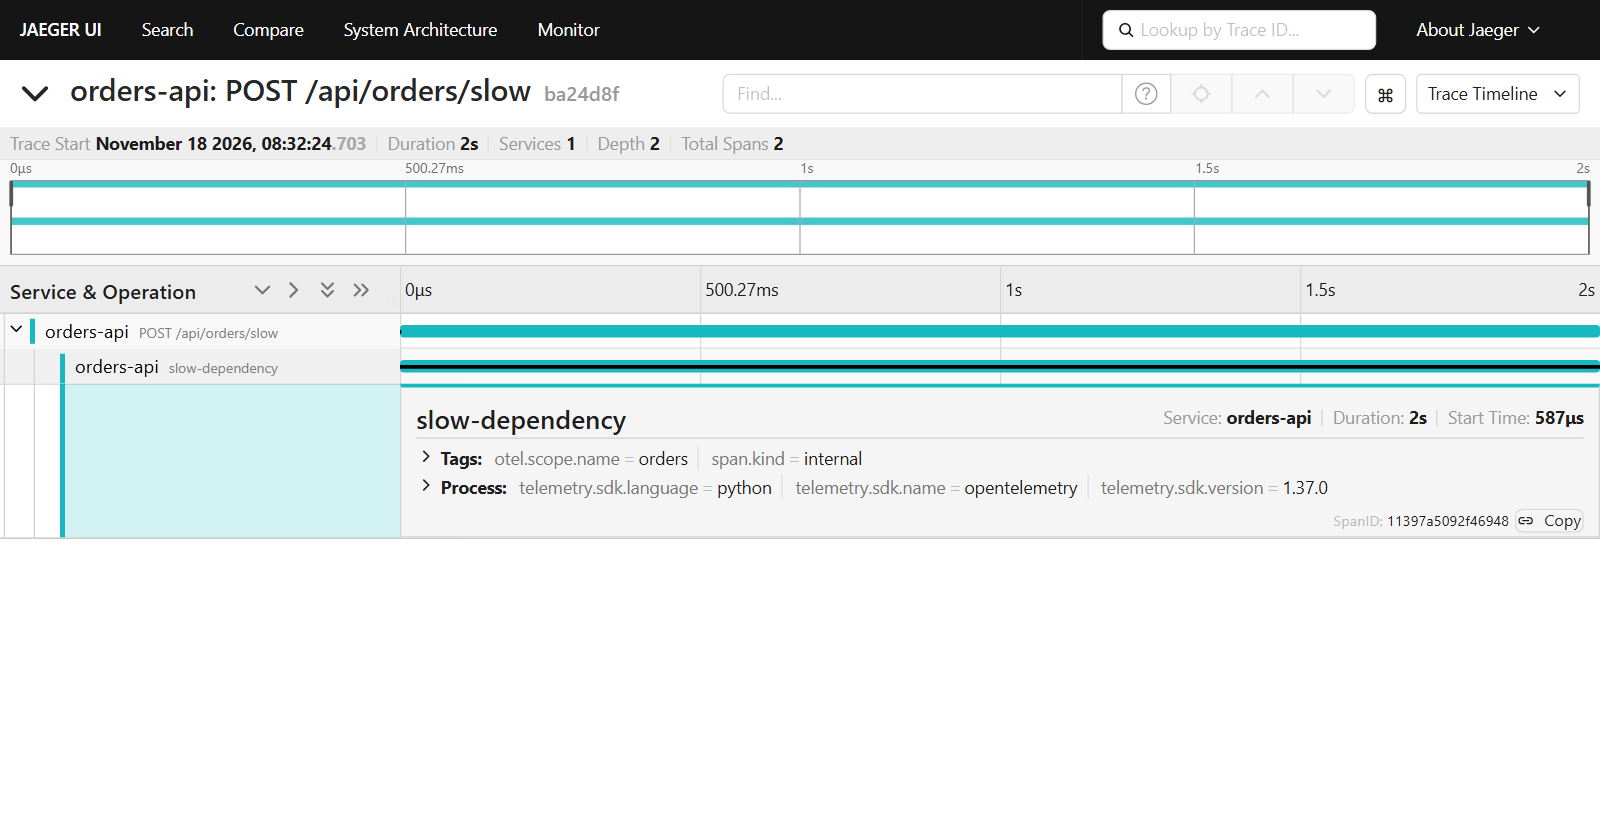 JAEGER UI Search Compare System Architecture Monitor Lookup by Trace ID... About Jaeger
orders-api: POST /api/orders/slow ba24d8f Find... ? ⌘ Trace Timeline
Trace Start November 18 2026, 08:32:24.703 Duration 2s Services 1 Depth 2 Total Spans 2
0μs 500.27ms 1s 1.5s 2s
Service & Operation 0μs 500.27ms 1s 1.5s 2s
orders-api POST /api/orders/slow
orders-api slow-dependency
slow-dependency Service: orders-api Duration: 2s Start Time: 587μs
Tags: otel.scope.name = orders span.kind = internal
Process: telemetry.sdk.language = python telemetry.sdk.name = opentelemetry telemetry.sdk.version = 1.37.0
SpanID: 11397a5092f46948 Copy